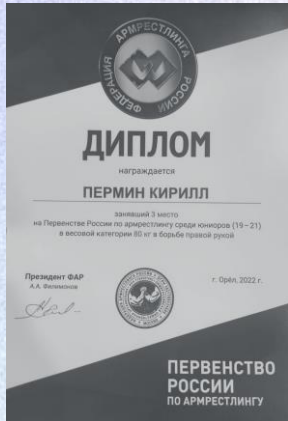 ФЕДЕРАЦИЯ АРМРЕСТЛИНГА РОССИИ
ДИПЛОМ
награждается
ПЕРМИН КИРИЛЛ
занявший 3 место
на Первенстве России по армрестлингу среди юниоров (19–21)
в весовой категории 80 кг в борьбе правой рукой
Президент ФАР
А.А. Филимонов
г. Орёл, 2022 г.
ПЕРВЕНСТВО
РОССИИ
ПО АРМРЕСТЛИНГУ